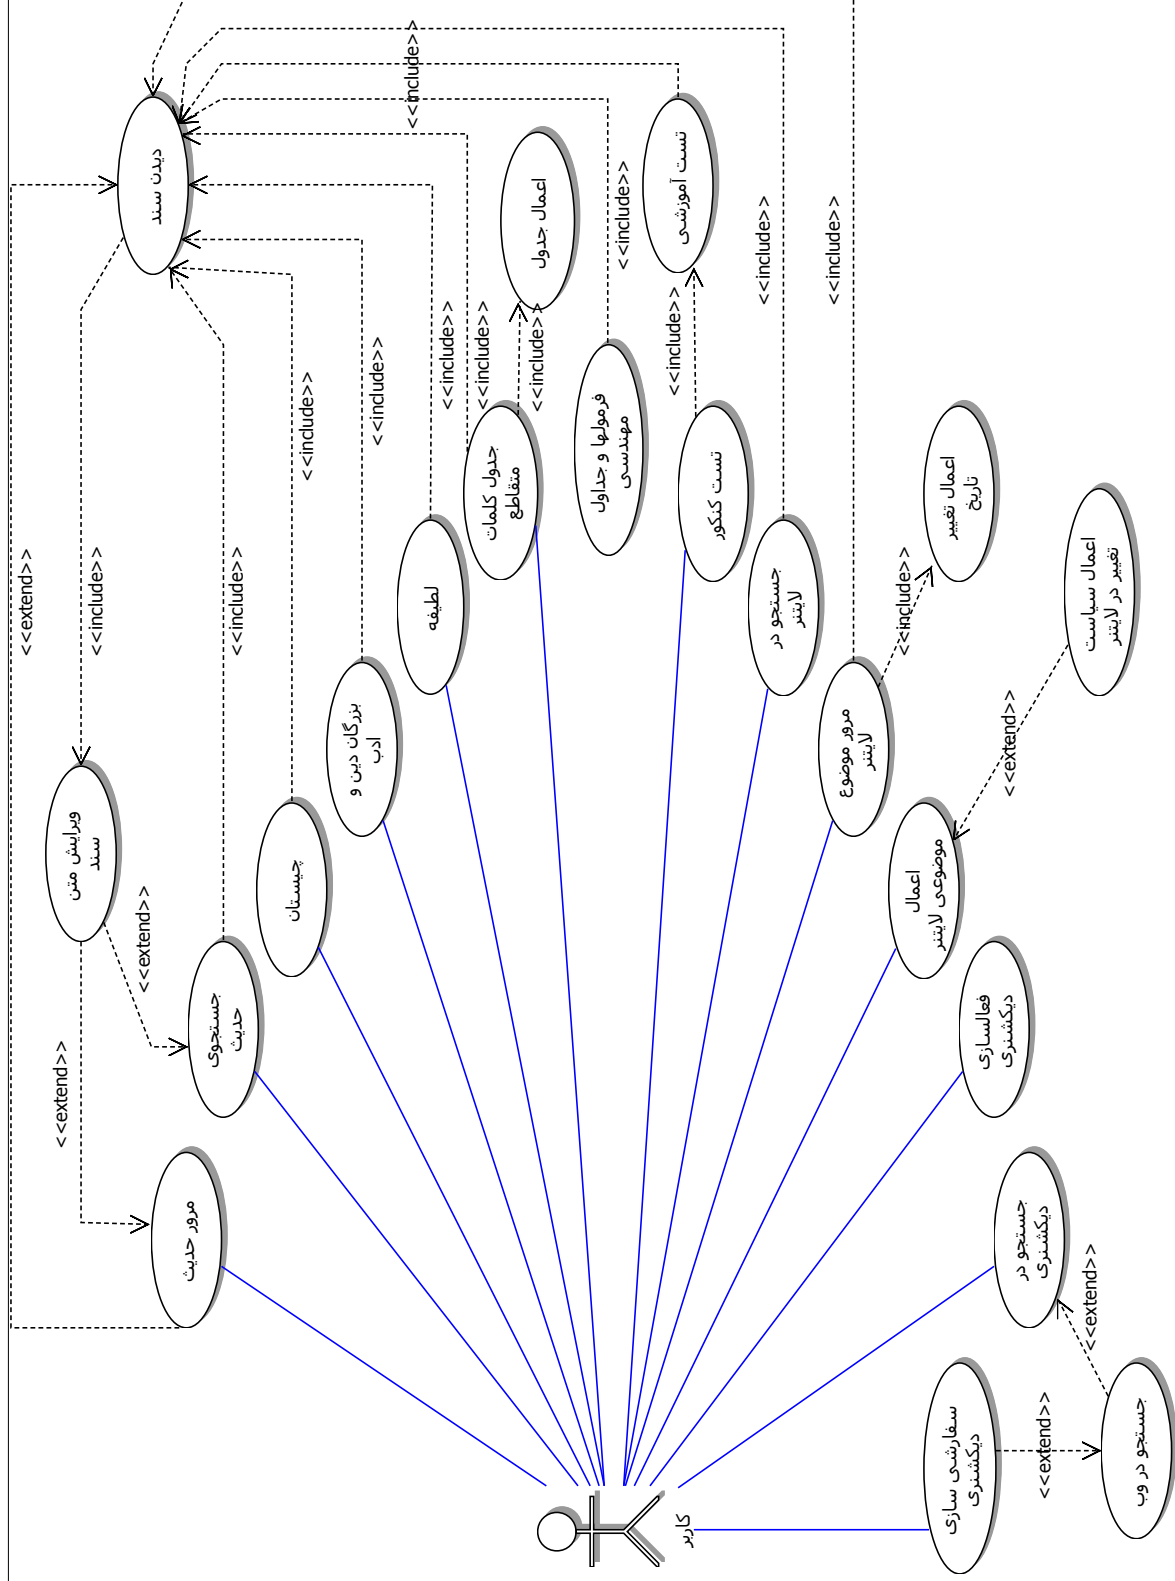 <<include>>
دیدن سند
<<include>>
تست آموزشی
اعمال جدول
<<include>>
<<include>>
<<include>>
<<include>>
<<include>>
<<include>>
<<include>>
<<include>>
<<include>>
جدول کلمات
متقاطع
فرمولها و جداول
مهندسی
تست کنکور
اعمال تغییر
تاریخ
<<extend>>
<<include>>
<<include>>
لطیفه
جستجو در
لایتنر
<<include>>
اعمال سیاست
تغییر در لایتنر
بزرگان دین و
ادب
مرور موضوع
لایتنر
<<extend>>
ویرایش متن
سند
چیستان
اعمال
موضوعی لایتنر
<<extend>>
جستجوی
حدیث
فعالسازی
دیکشنری
<<extend>>
مرور حدیث
جستجو در
دیکشنری
<<extend>>
کاربر
سفارشی سازی
دیکشنری
<<extend>>
جستجو در وب